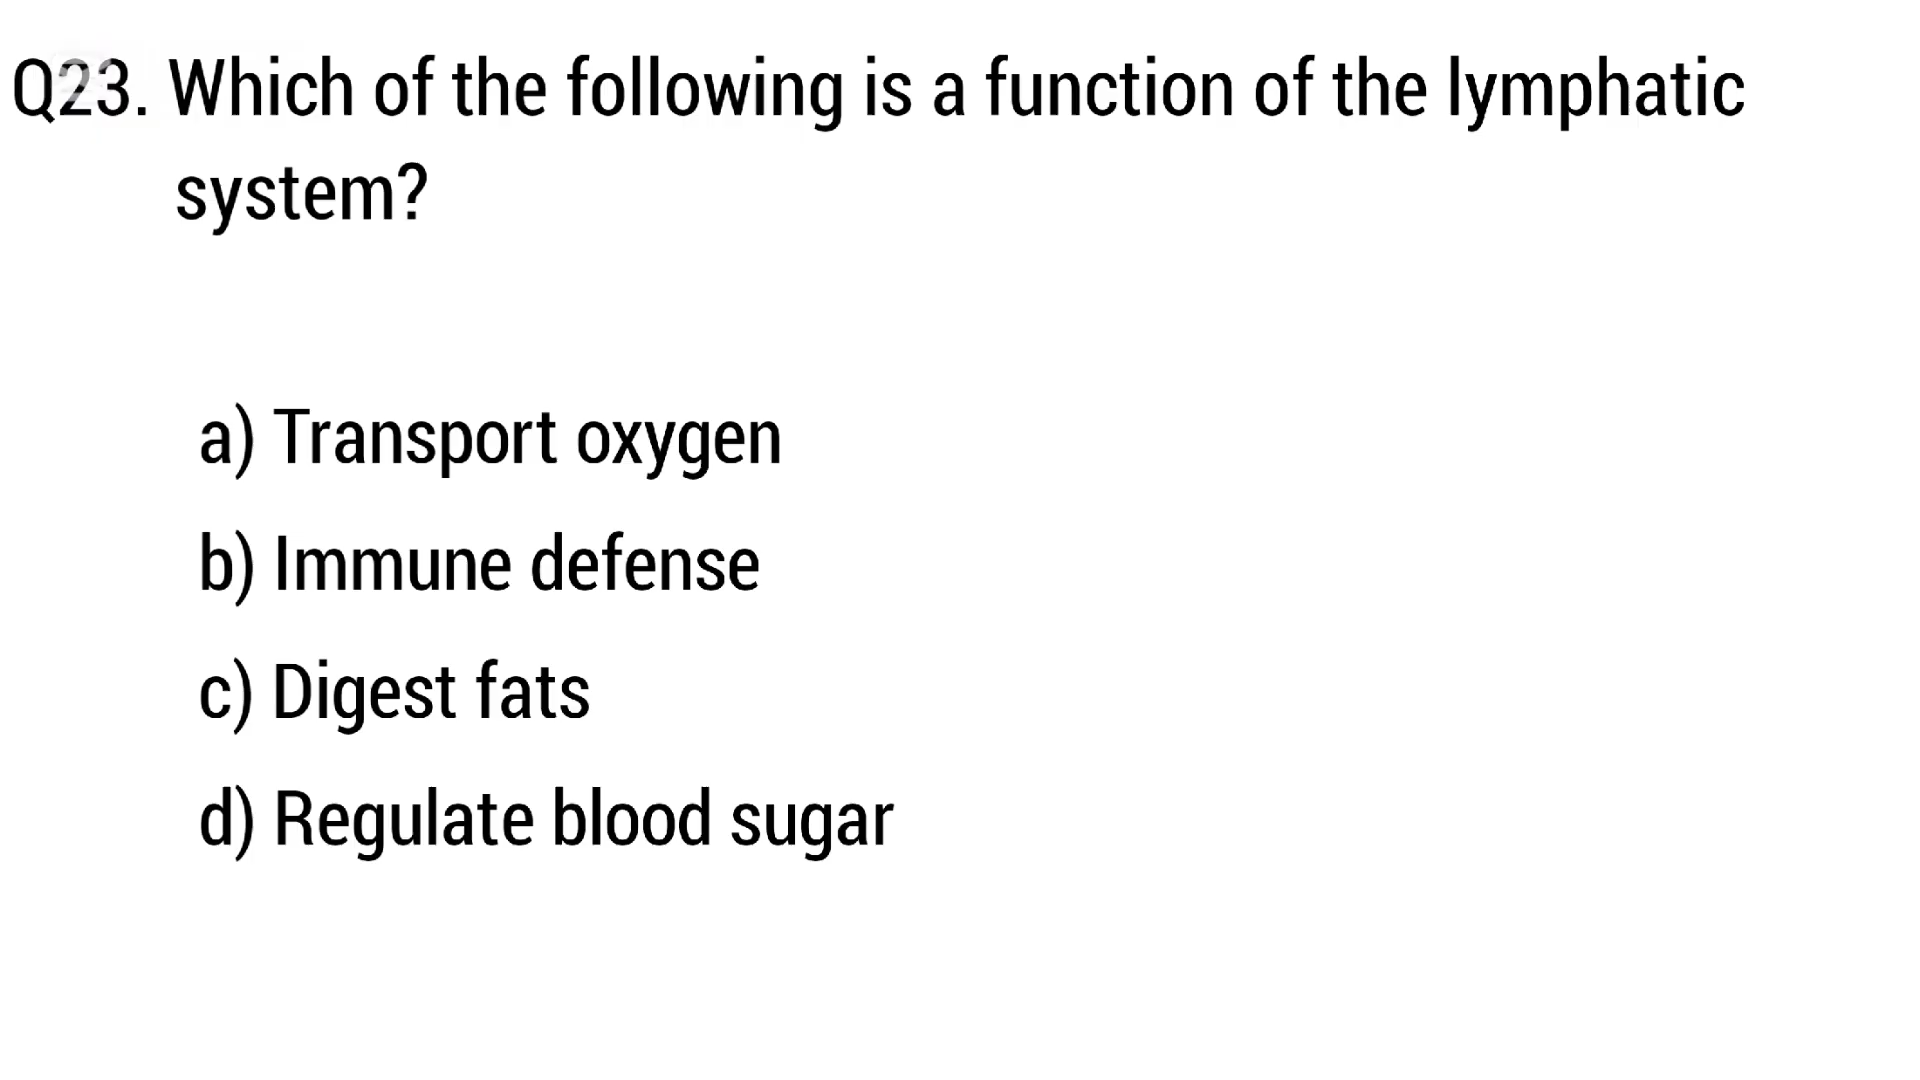 Q23. Which of the following is a function of the lymphatic
system?
a) Transport oxygen
b) Immune defense
c) Digest fats
d) Regulate blood sugar